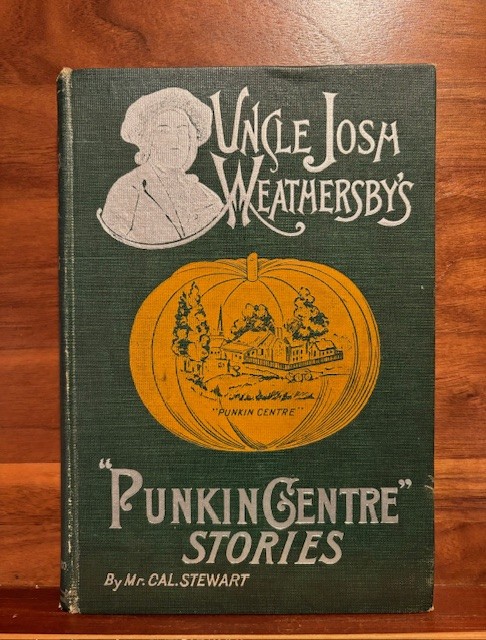 UNCLE JOSH
WEATHERSBY'S
"PUNKIN CENTRE"
"PUNKIN CENTRE"
STORIES
By Mr. CAL. STEWART